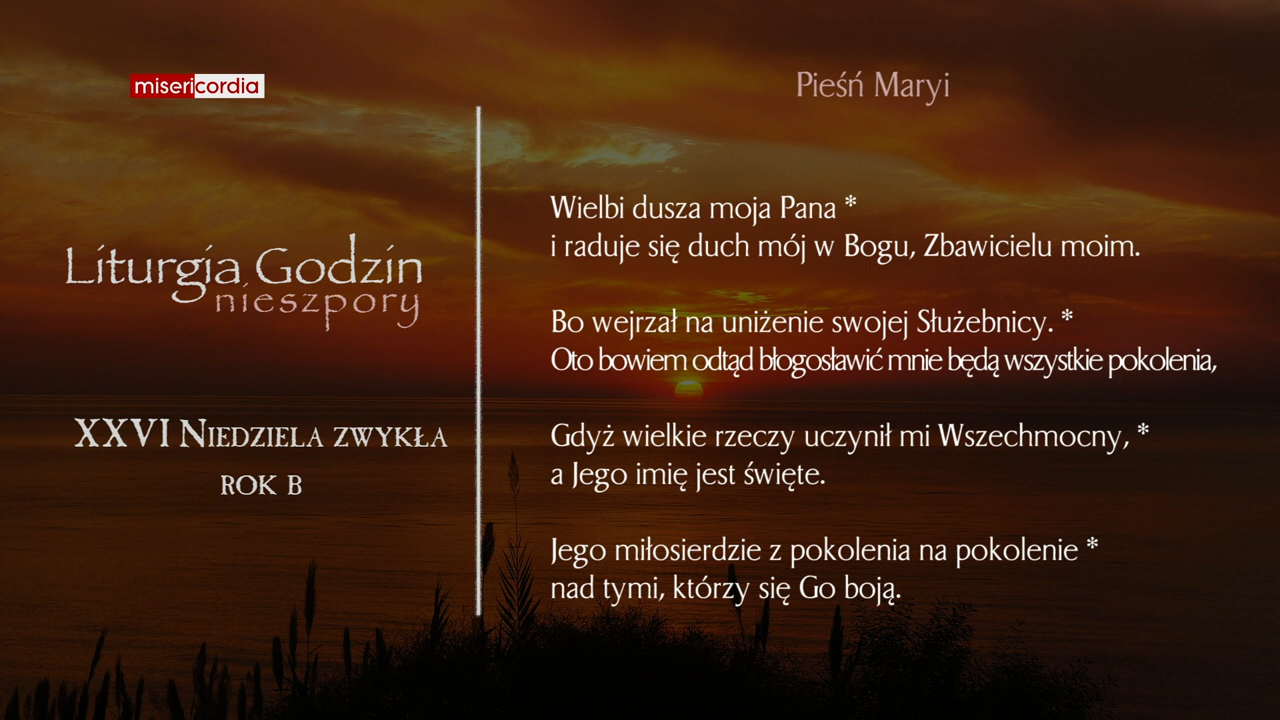 misericordia
Liturgia Godzin
nieszpory
XXVI Niedziela zwykła
rok B
Pieśń Maryi
Wielbi dusza moja Pana *
i raduje się duch mój w Bogu, Zbawicielu moim.
Bo wejrzał na uniżenie swojej Służebnicy. *
Oto bowiem odtąd błogosławić mnie będą wszystkie pokolenia,
Gdyż wielkie rzeczy uczynił mi Wszechmocny, *
a Jego imię jest święte.
Jego miłosierdzie z pokolenia na pokolenie *
nad tymi, którzy się Go boją.